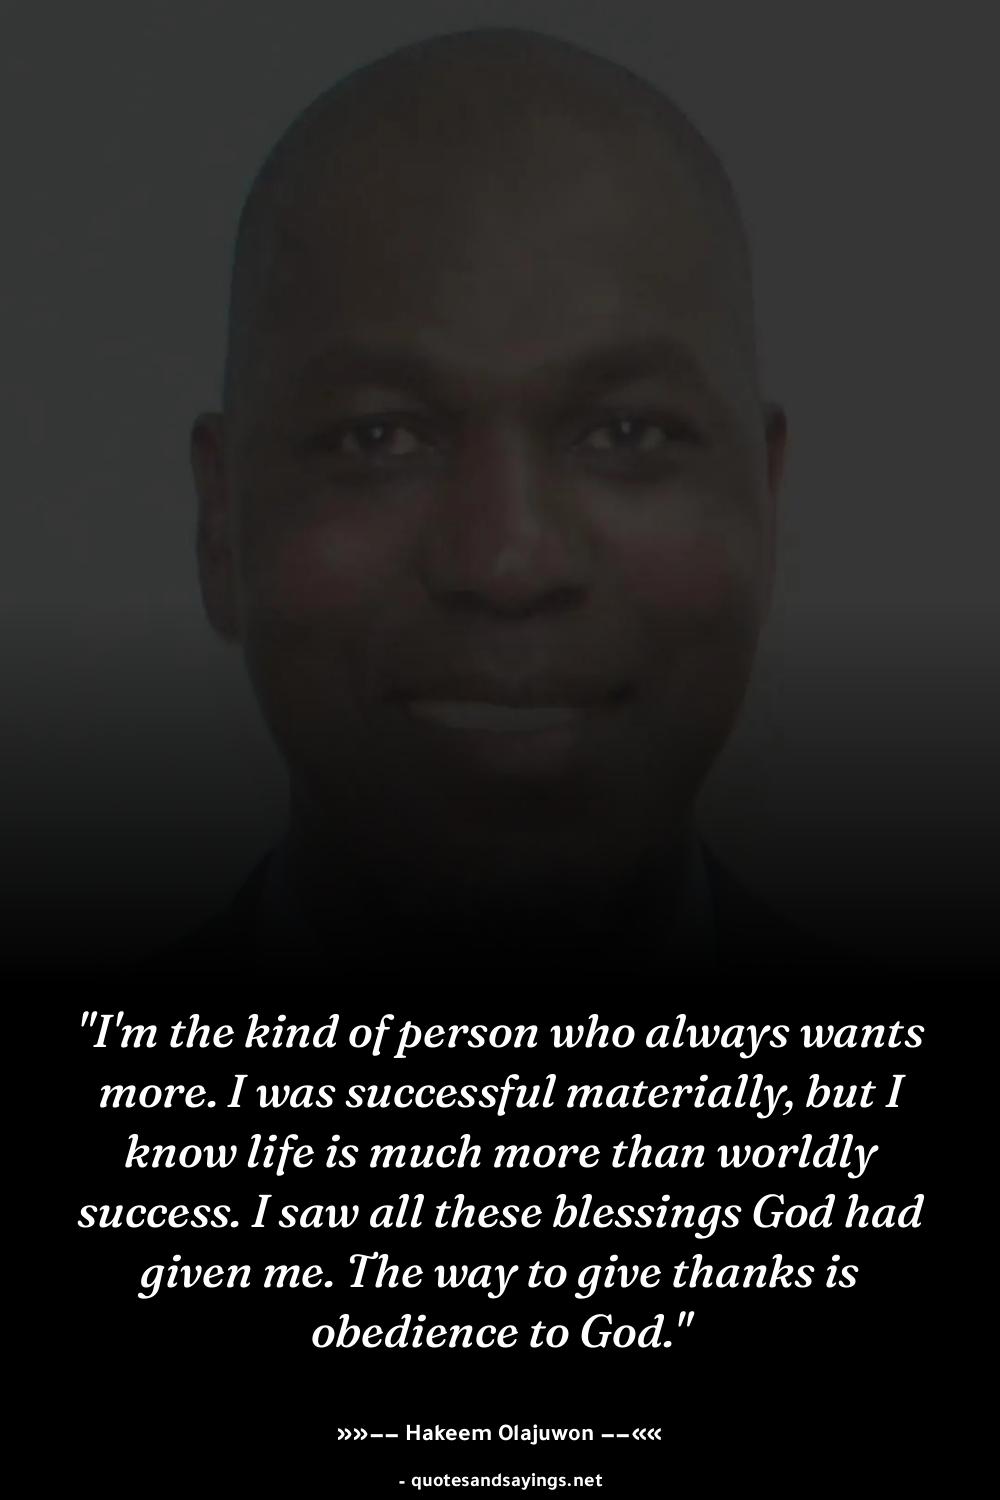 "I'm the kind of person who always wants
more. I was successful materially, but I
know life is much more than worldly
success. I saw all these blessings God had
given me. The way to give thanks is
obedience to God."
»»−− Hakeem Olajuwon −−««
- quotesandsayings.net